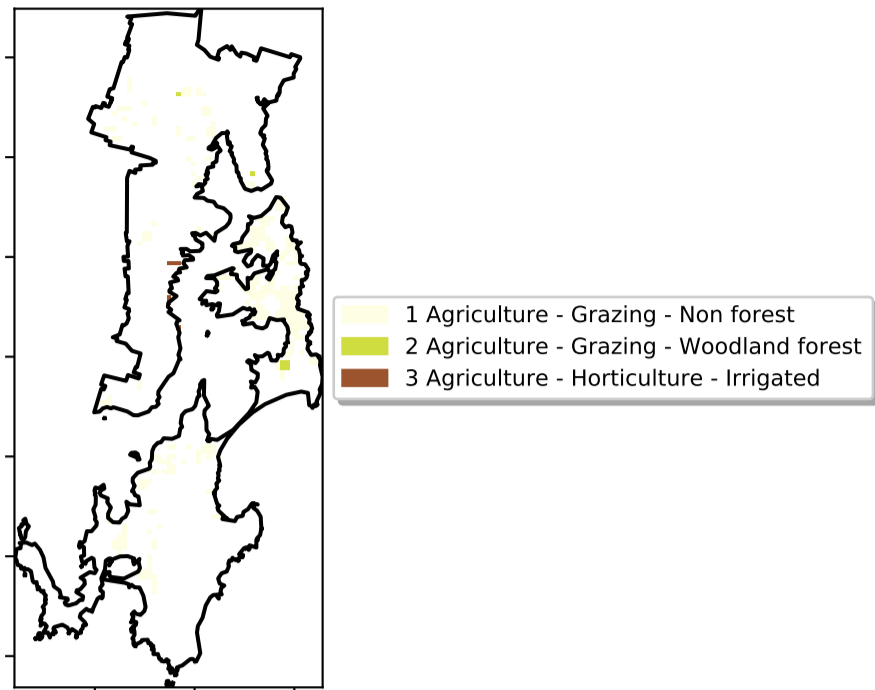 1 Agriculture - Grazing - Non forest
2 Agriculture - Grazing - Woodland forest
3 Agriculture - Horticulture - Irrigated